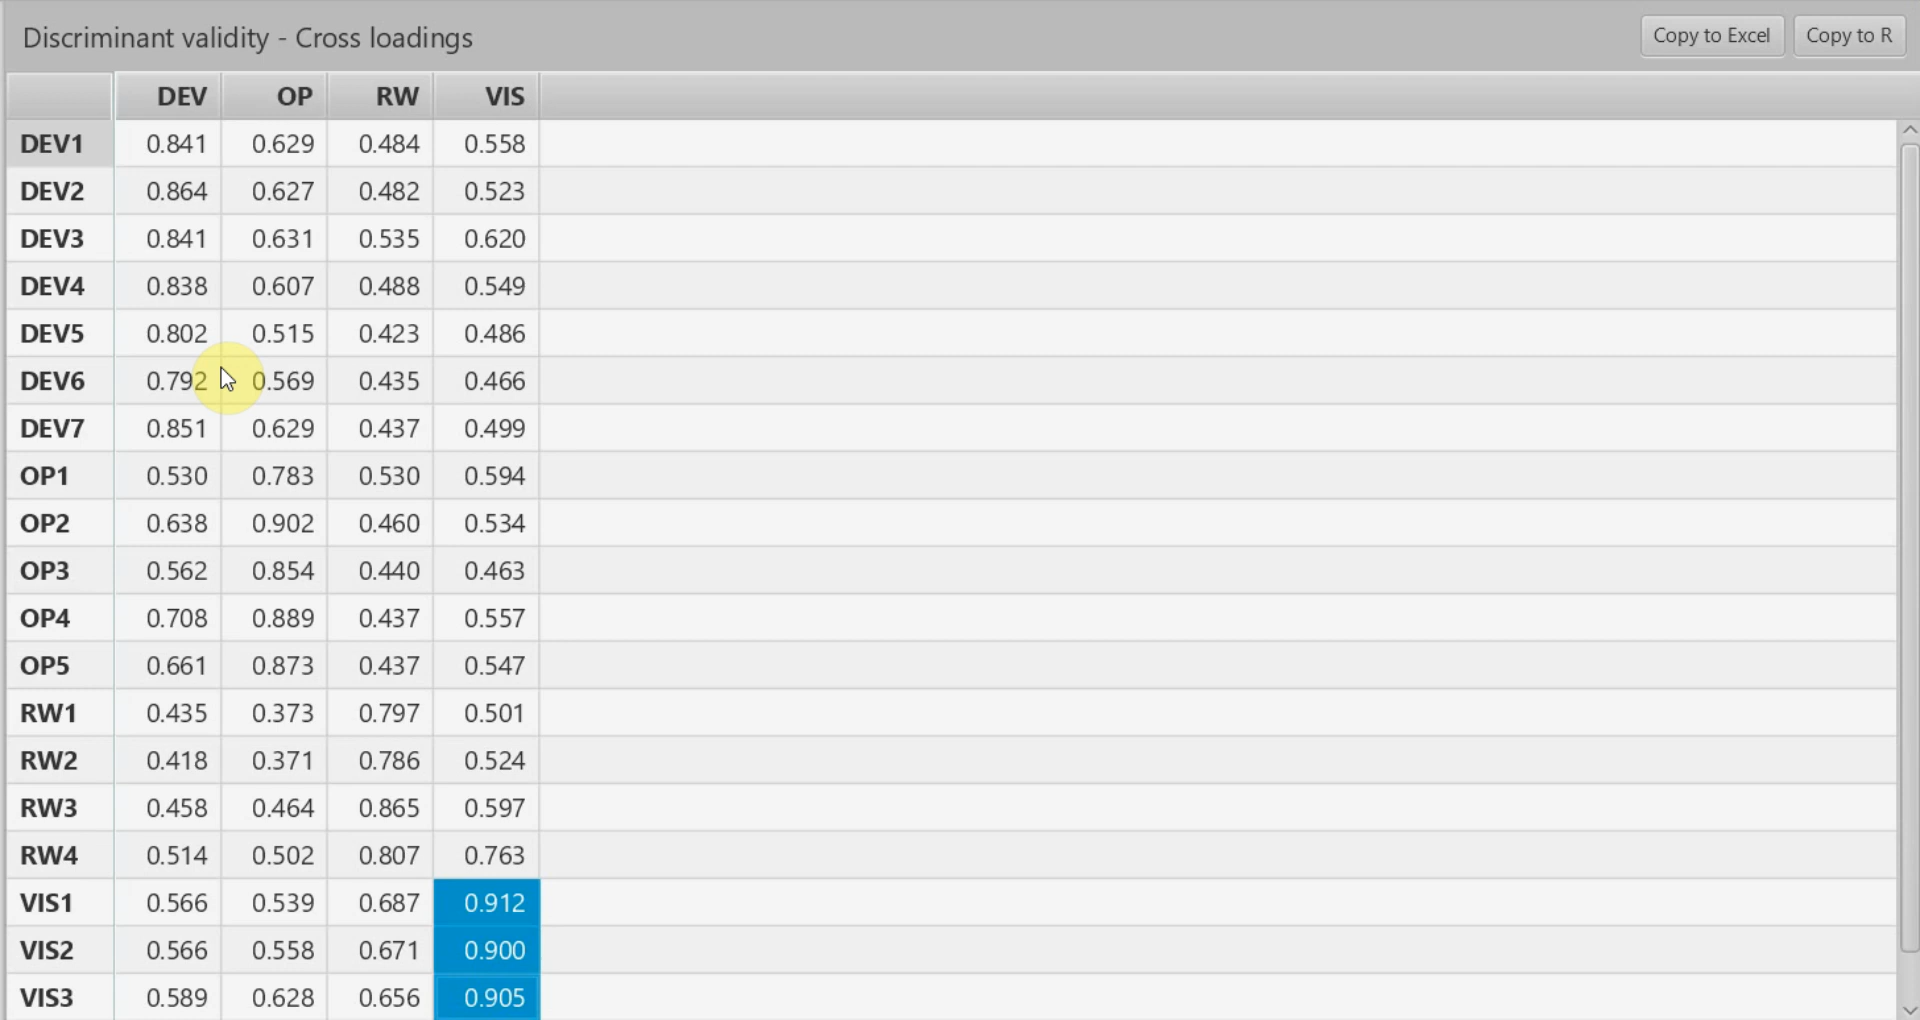 Discriminant validity - Cross loadings Copy to Excel Copy to R
DEV OP RW VIS
DEV1 0.841 0.629 0.484 0.558
DEV2 0.864 0.627 0.482 0.523
DEV3 0.841 0.631 0.535 0.620
DEV4 0.838 0.607 0.488 0.549
DEV5 0.802 0.515 0.423 0.486
DEV6 0.792 0.569 0.435 0.466
DEV7 0.851 0.629 0.437 0.499
OP1 0.530 0.783 0.530 0.594
OP2 0.638 0.902 0.460 0.534
OP3 0.562 0.854 0.440 0.463
OP4 0.708 0.889 0.437 0.557
OP5 0.661 0.873 0.437 0.547
RW1 0.435 0.373 0.797 0.501
RW2 0.418 0.371 0.786 0.524
RW3 0.458 0.464 0.865 0.597
RW4 0.514 0.502 0.807 0.763
VIS1 0.566 0.539 0.687 0.912
VIS2 0.566 0.558 0.671 0.900
VIS3 0.589 0.628 0.656 0.905